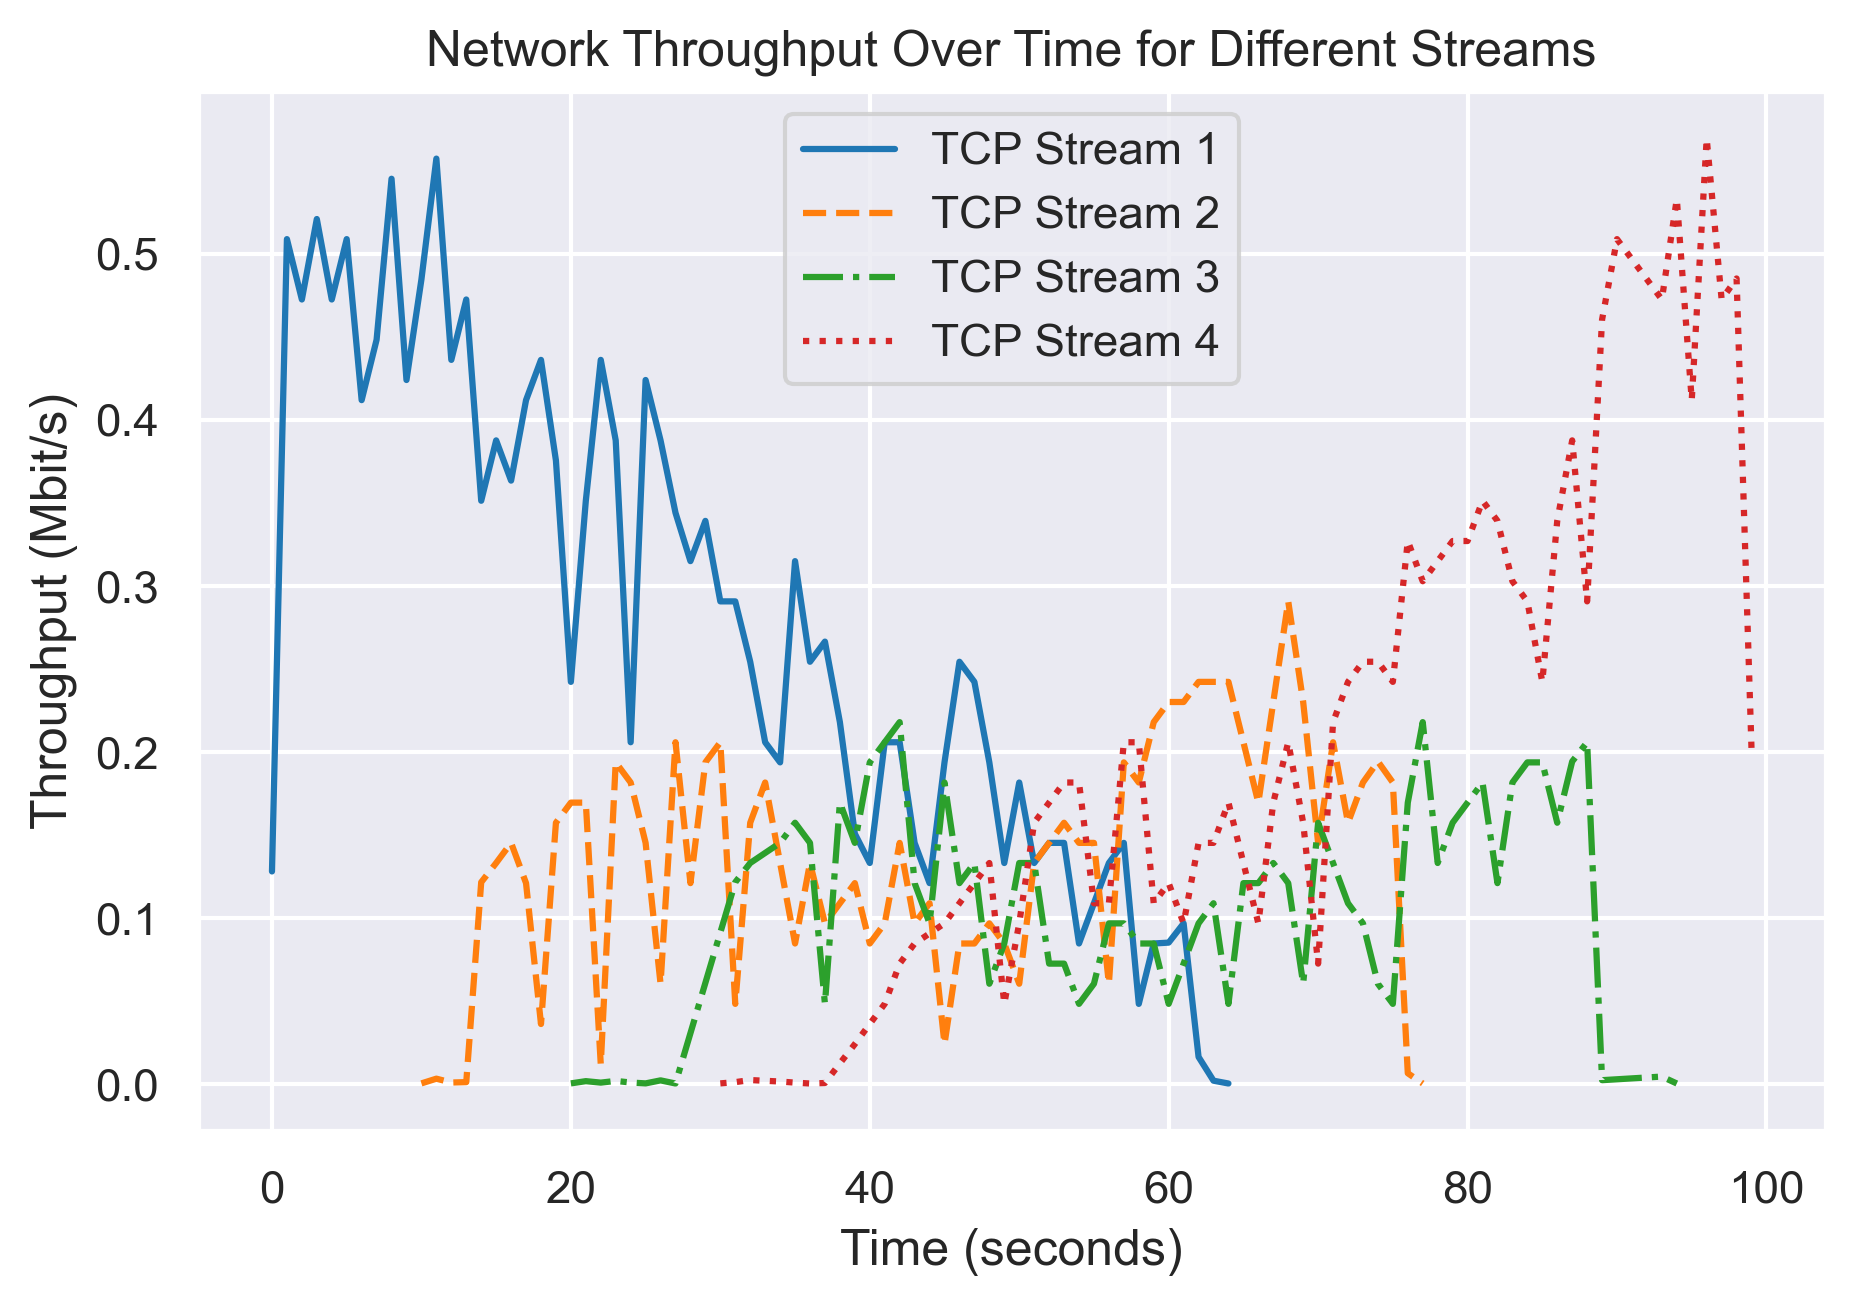 Network Throughput Over Time for Different Streams
TCP Stream 1
TCP Stream 2
TCP Stream 3
TCP Stream 4
Throughput (Mbit/s)
0.5
0.4
0.3
0.2
0.1
0.0
0 20 40 60 80 100
Time (seconds)